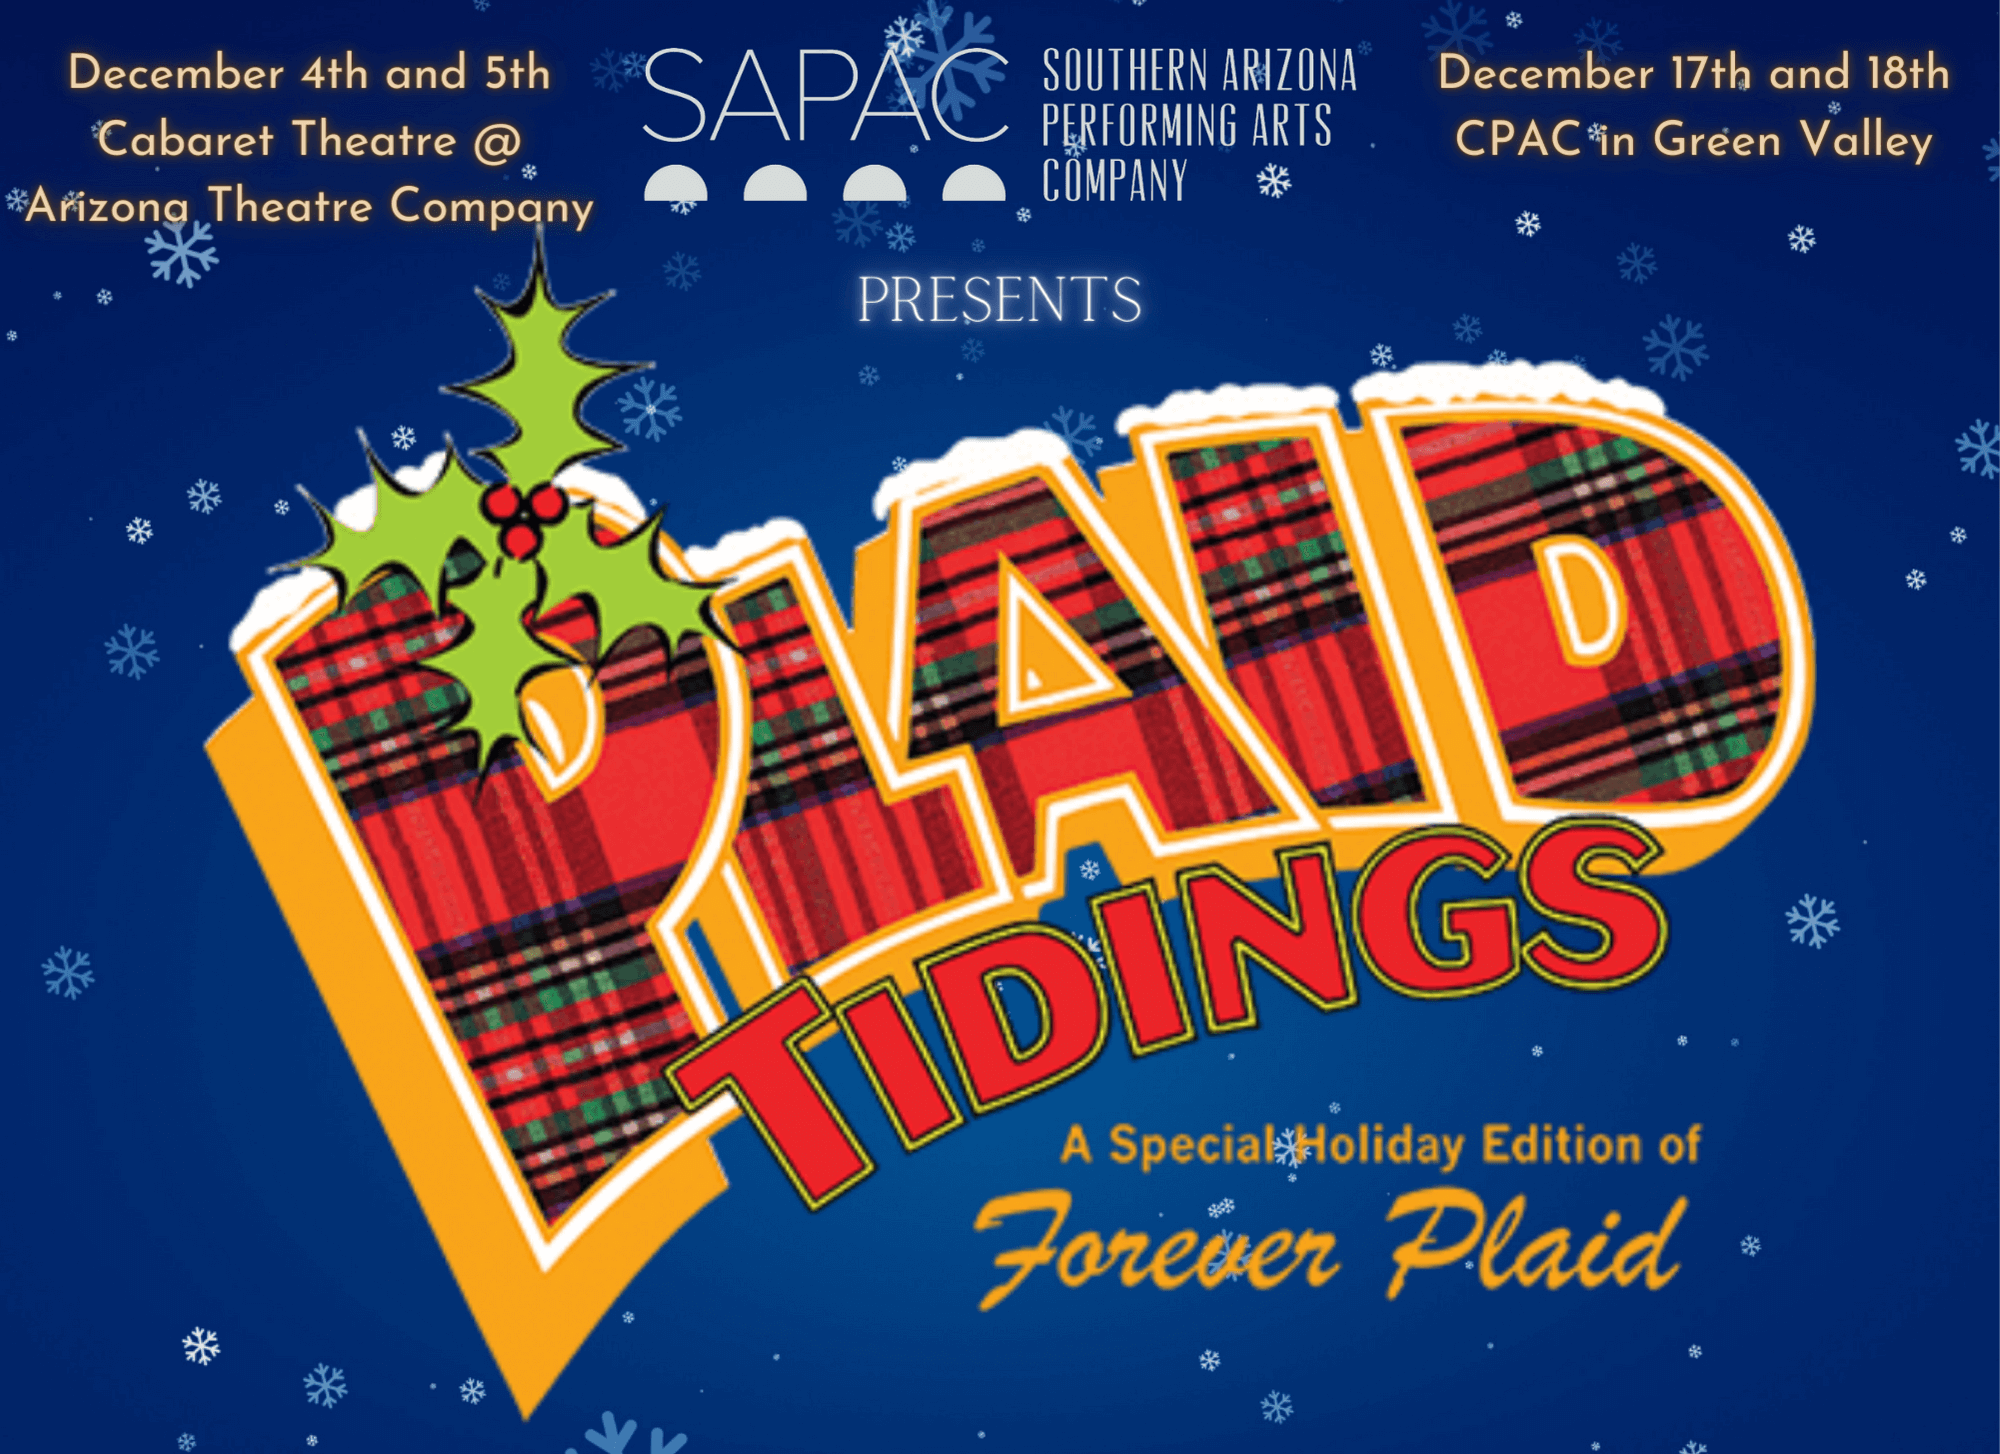 December 4th and 5th
Cabaret Theatre @
Arizona Theatre Company
SAPAC
SOUTHERN ARIZONA
PERFORMING ARTS
COMPANY
December 17th and 18th
CPAC in Green Valley
PRESENTS
PLAID
TIDINGS
A Special Holiday Edition of
Forever Plaid